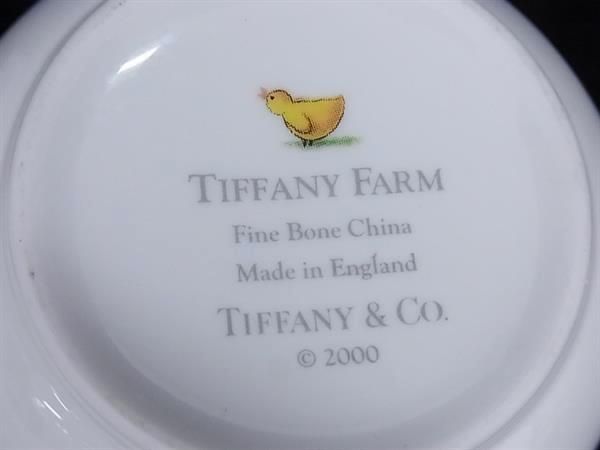 TIFFANY FARM
Fine Bone China
Made in England
TIFFANY & CO.
© 2000